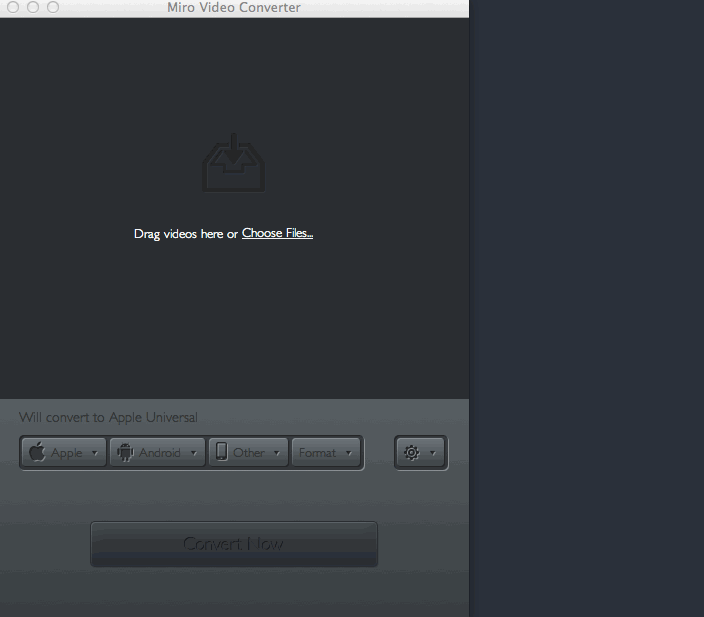 Miro Video Converter
Drag videos here or Choose Files...
Will convert to Apple Universal
Apple Android Other Format
Convert Now